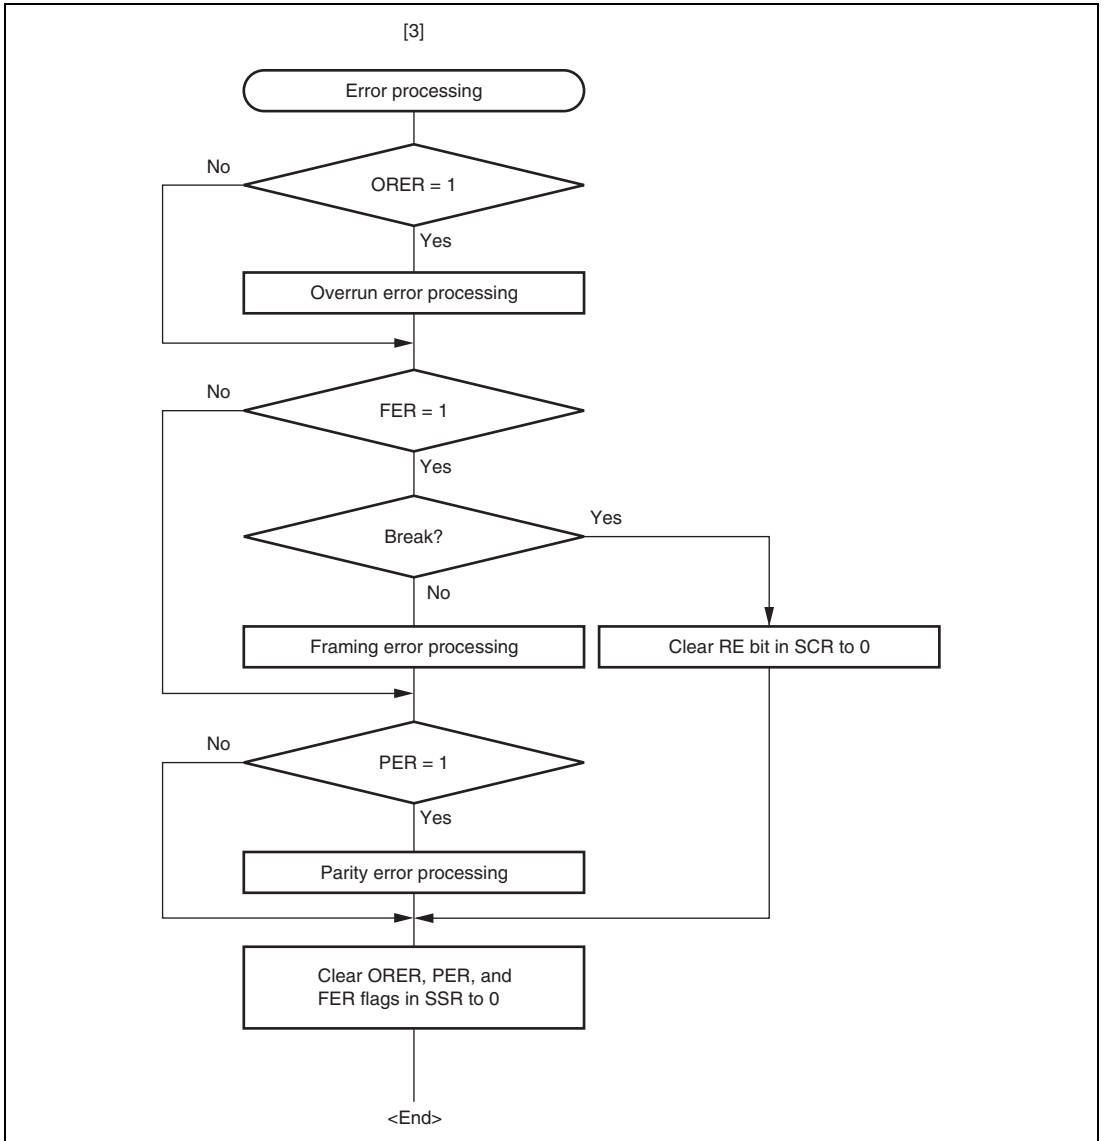 [3]
Error processing
No
ORER = 1
Yes
Overrun error processing
No
FER = 1
Yes
Break?
Yes
No
Framing error processing
Clear RE bit in SCR to 0
No
PER = 1
Yes
Parity error processing
Clear ORER, PER, and
FER flags in SSR to 0
<End>